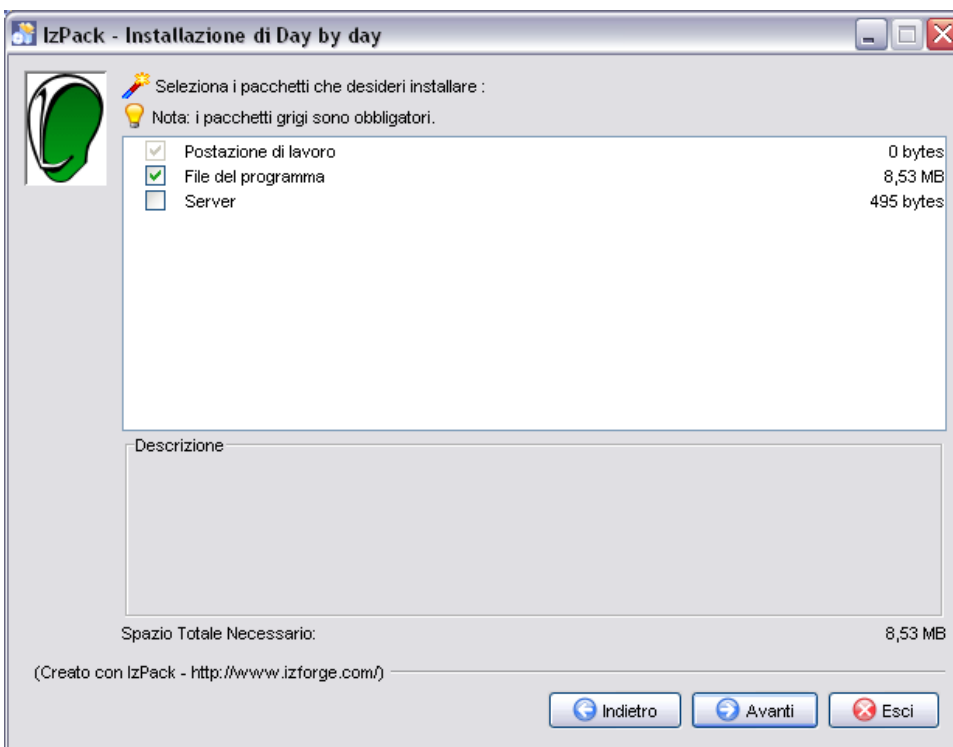 IzPack - Installazione di Day by day
Seleziona i pacchetti che desideri installare :
Nota: i pacchetti grigi sono obbligatori.
Postazione di lavoro 0 bytes
File del programma 8,53 MB
Server 495 bytes
Descrizione
Spazio Totale Necessario: 8,53 MB
(Creato con IzPack - http://www.izforge.com/)
Indietro Avanti Esci